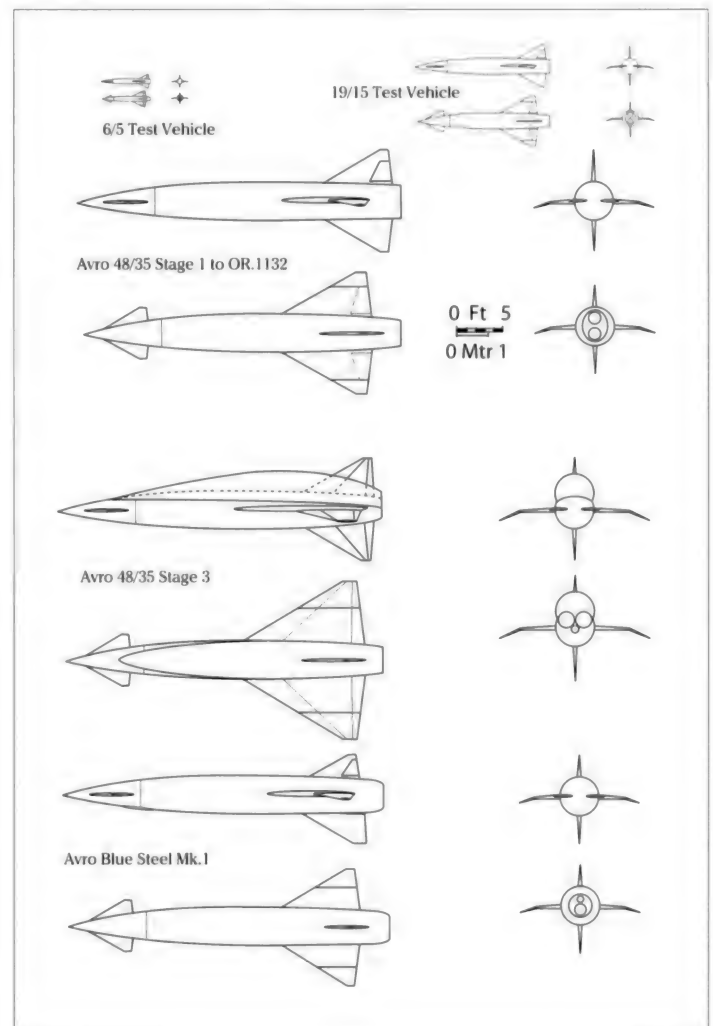 19/15 Test Vehicle
6/5 Test Vehicle
Avro 48/35 Stage 1 to OR.1132
0 Ft 5
0 Mtr 1
Avro 48/35 Stage 3
Avro Blue Steel Mk.1